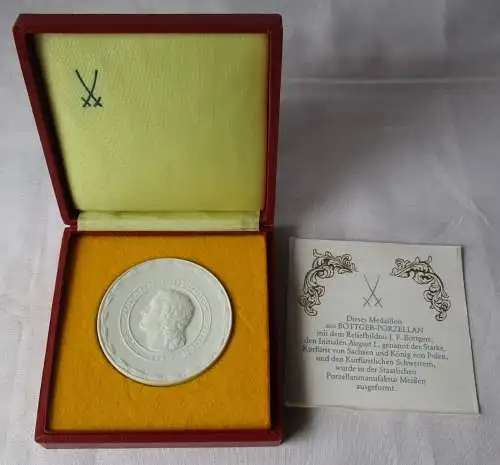 Dieses Medaillon
aus BÖTTGER-PORZELLAN
mit dem Reliefbildnis J. F. Böttgers,
den Initialen August I., genannt der Starke,
Kurfürst von Sachsen und König von Polen,
und den Kurfürstlichen Schwertern,
wurde in der Staatlichen
Porzellanmanufaktur Meißen
ausgeformt.